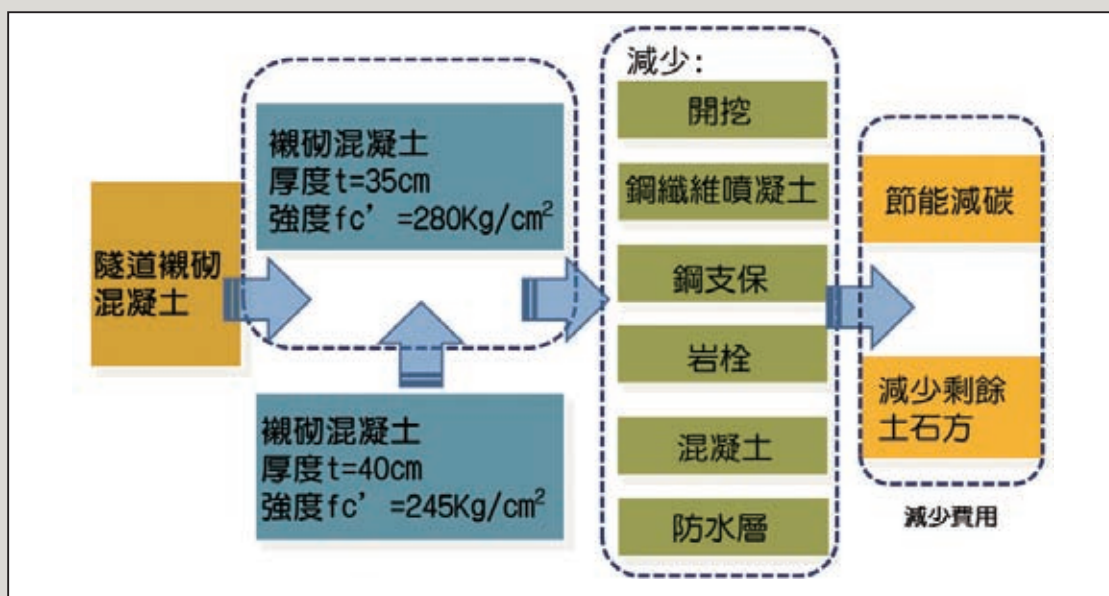 隧道襯砌
混凝土
襯砌混凝土
厚度t=35cm
強度fc’=280Kg/cm²
襯砌混凝土
厚度t=40cm
強度fc’=245Kg/cm²
減少:
開挖
鋼纖維噴凝土
鋼支保
岩栓
混凝土
防水層
節能減碳
減少剩餘
土石方
減少費用